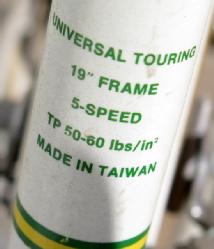 UNIVERSAL TOURING
19" FRAME
5-SPEED
TP 50-60 lbs/in²
MADE IN TAIWAN